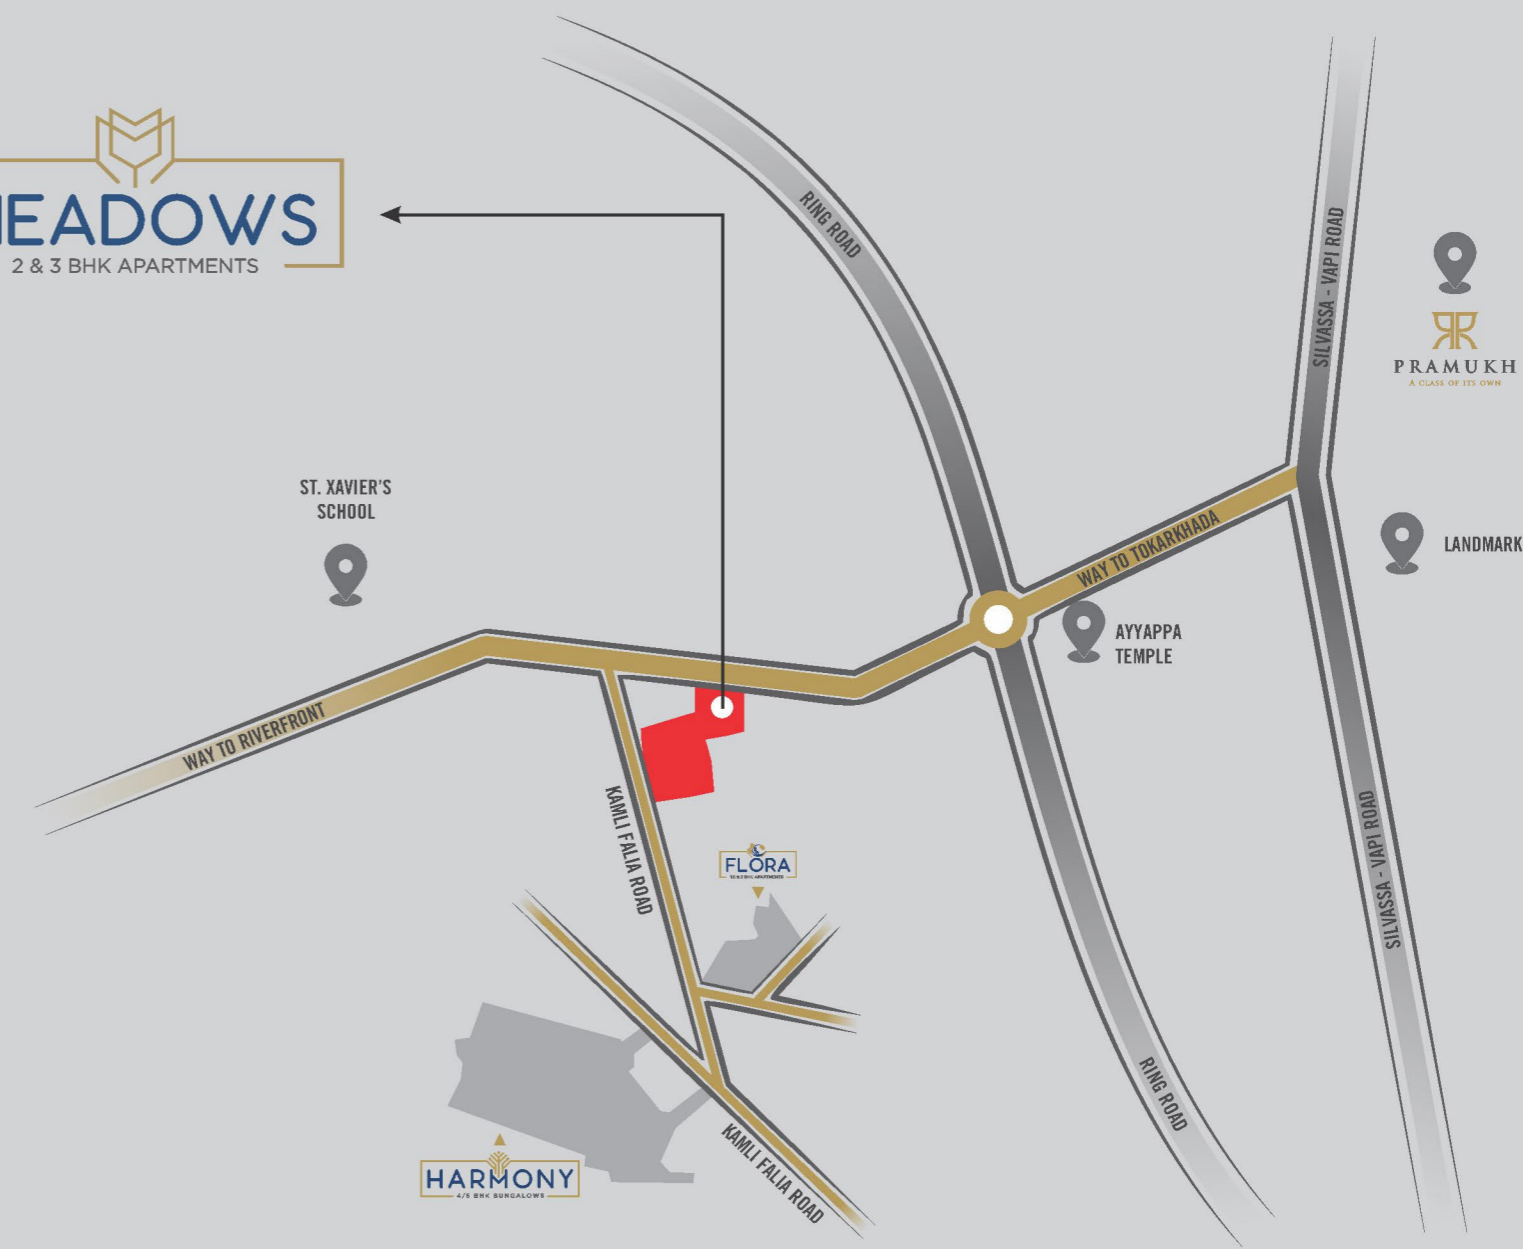 EADOWS
2 & 3 BHK APARTMENTS
RING ROAD
SILVASSA - VAPI ROAD
PRAMUKH
A CLASS OF ITS OWN
ST. XAVIER'S
SCHOOL
WAY TO TOKARKHADA
LANDMARK
AYYAPPA
TEMPLE
WAY TO RIVERFRONT
KAMLI FALIA ROAD
FLORA
SILVASSA - VAPI ROAD
RING ROAD
HARMONY
4/5 BHK BUNGALOWS
KAMLI FALIA ROAD